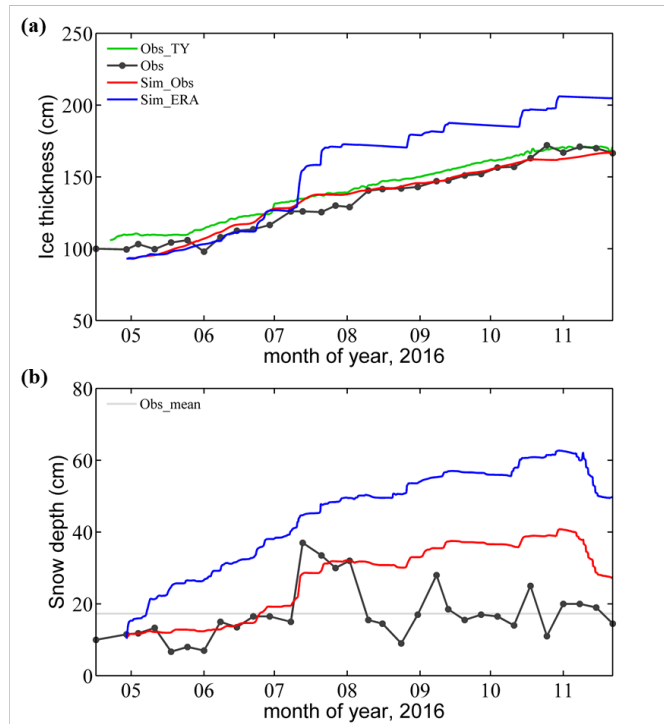 (a)
250
200
150
100
50
Ice thickness (cm)
Obs_TY
Obs
Sim_Obs
Sim_ERA
05 06 07 08 09 10 11
month of year, 2016
(b)
80
60
40
20
0
Snow depth (cm)
Obs_mean
05 06 07 08 09 10 11
month of year, 2016